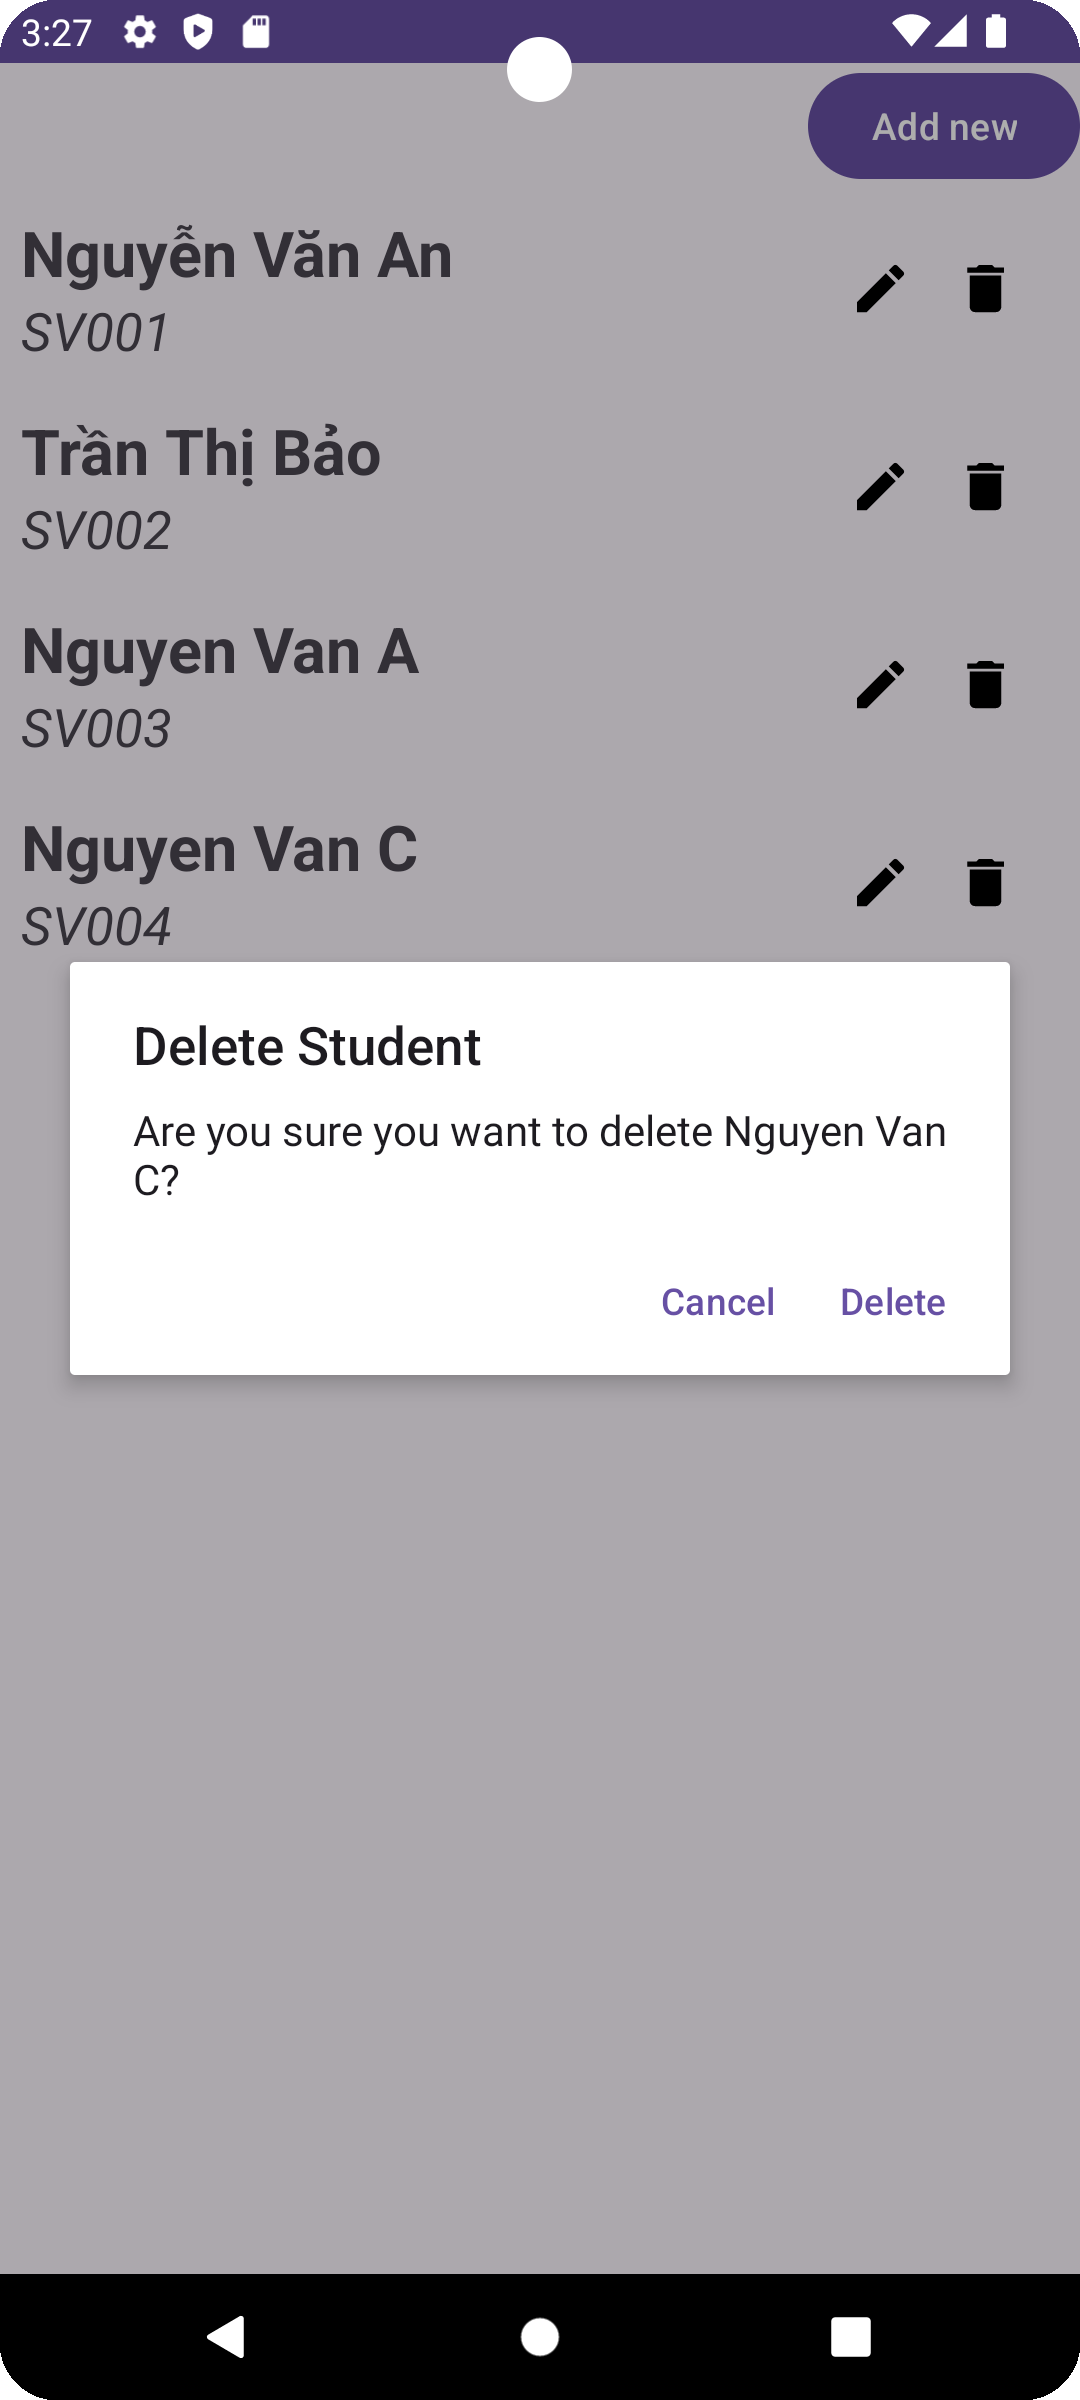 3:27
Add new
Nguyễn Văn An
SV001
Trần Thị Bảo
SV002
Nguyen Van A
SV003
Nguyen Van C
SV004
Delete Student
Are you sure you want to delete Nguyen Van
C?
Cancel Delete